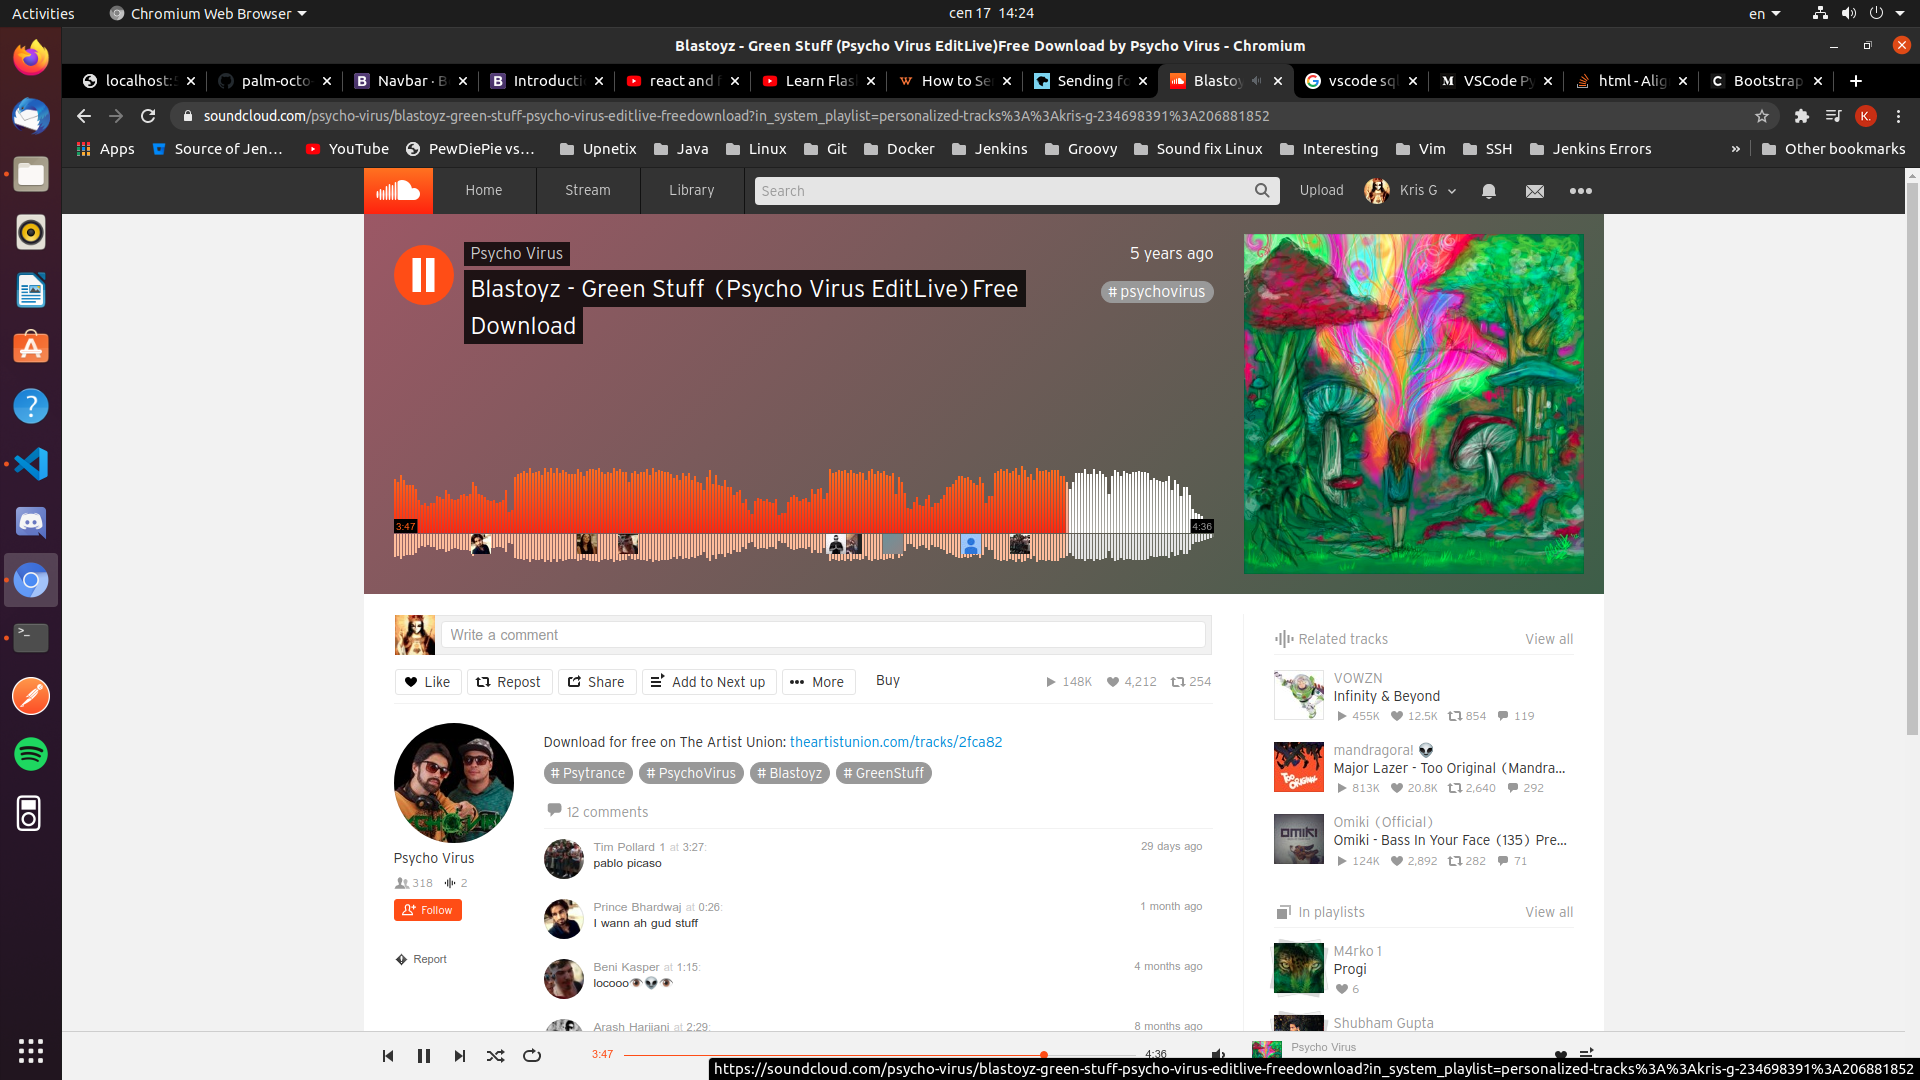 Activities
Chromium Web Browser
сеп 17 14:24
en
Blastoyz - Green Stuff (Psycho Virus EditLive)Free Download by Psycho Virus - Chromium
localhost:
palm-octo-
Navbar · B
Introducti
react and f
Learn Flas
How to Se
Sending fo
Blastoy
vscode sql
VSCode Py
html - Alig
Bootstrap
soundcloud.com/psycho-virus/blastoyz-green-stuff-psycho-virus-editlive-freedownload?in_system_playlist=personalized-tracks%3A%3Akris-g-234698391%3A206881852
K.
Apps
Source of Jen...
YouTube
PewDiePie vs...
Upnetix
Java
Linux
Git
Docker
Jenkins
Groovy
Sound fix Linux
Interesting
Vim
SSH
Jenkins Errors
»
Other bookmarks
Home
Stream
Library
Search
Upload
Kris G
Psycho Virus
5 years ago
Blastoyz - Green Stuff (Psycho Virus EditLive)Free
Download
# psychovirus
3:47
4:36
Write a comment
Like
Repost
Share
Add to Next up
More
Buy
148K
4,212
254
Download for free on The Artist Union: theartistunion.com/tracks/2fca82
# Psytrance
# PsychoVirus
# Blastoyz
# GreenStuff
12 comments
Psycho Virus
318
2
Follow
Report
Tim Pollard 1 at 3:27:
29 days ago
pablo picaso
Prince Bhardwaj at 0:26:
1 month ago
I wann ah gud stuff
Beni Kasper at 1:15:
4 months ago
locooo👁️👽👁️
Arash Harijani at 2:29:
8 months ago
Related tracks
View all
VOWZN
Infinity & Beyond
455K
12.5K
854
119
mandragora! 👽
Major Lazer - Too Original (Mandra...
813K
20.8K
2,640
292
TOO ORIGINAL
Omiki (Official)
Omiki - Bass In Your Face (135) Pre...
124K
2,892
282
71
OMIKI
In playlists
View all
M4rko 1
Progi
6
Shubham Gupta
3:47
4:36
Psycho Virus
https://soundcloud.com/psycho-virus/blastoyz-green-stuff-psycho-virus-editlive-freedownload?in_system_playlist=personalized-tracks%3A%3Akris-g-234698391%3A206881852